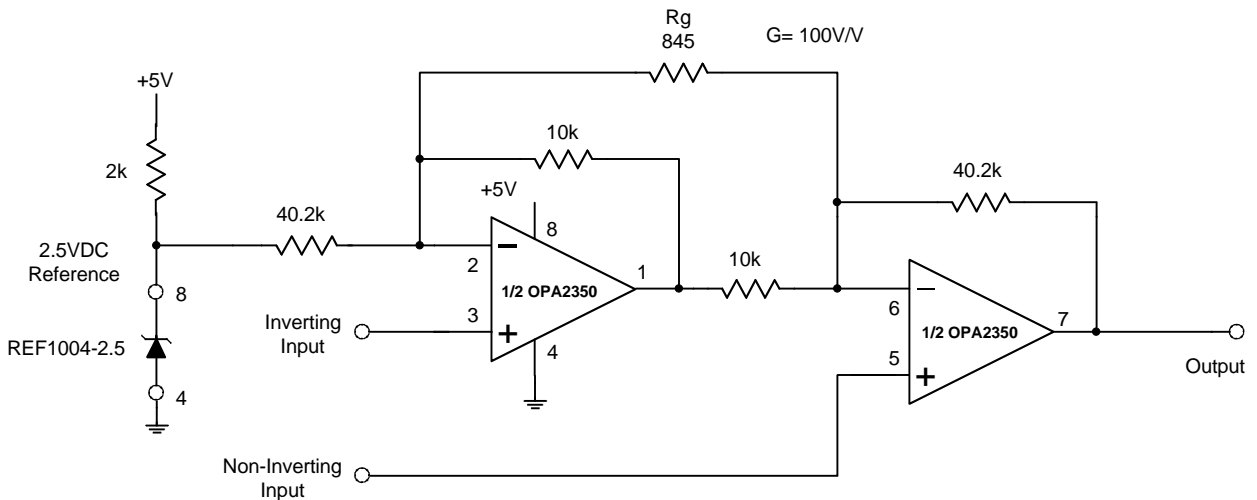 Rg
845
G= 100V/V
+5V
10k
2k
+5V
40.2k
40.2k
8
2.5VDC
Reference
2
1/2 OPA2350
1
10k
8
3
4
6
1/2 OPA2350
7
Inverting
Input
REF1004-2.5
5
Output
4
Non-Inverting
Input